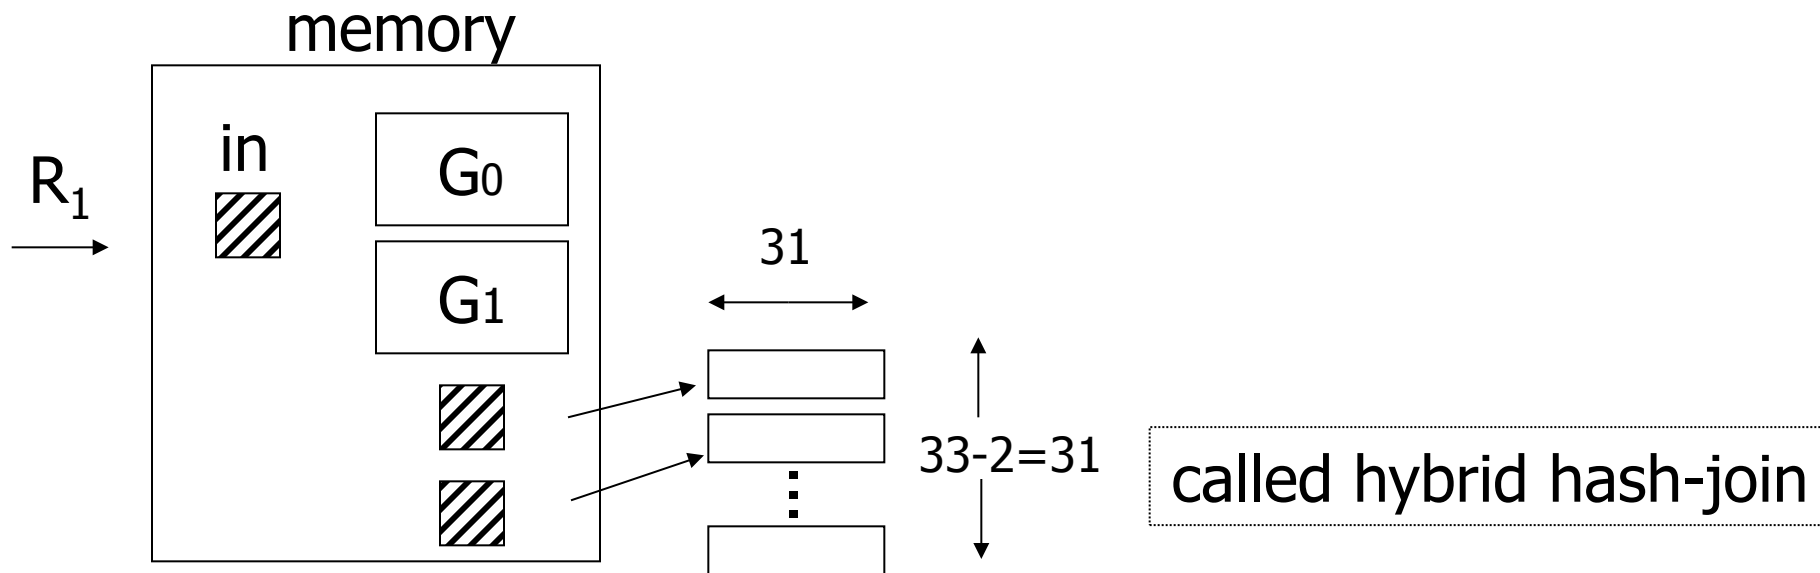 memory
in
R₁
G0
G1
31
33-2=31
called hybrid hash-join